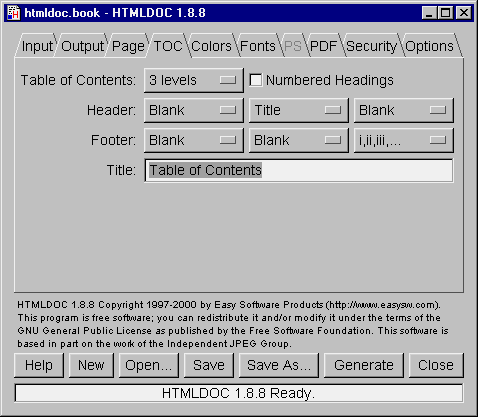 htmldoc.book - HTMLDOC 1.8.8
Input Output Page TOC Colors Fonts PS PDF Security Options
Table of Contents: 3 levels Numbered Headings
Header: Blank Title Blank
Footer: Blank Blank i,ii,iii,...
Title: Table of Contents
HTMLDOC 1.8.8 Copyright 1997-2000 by Easy Software Products (http://www.easysw.com).
This program is free software; you can redistribute it and/or modify it under the terms of the
GNU General Public License as published by the Free Software Foundation. This software is
based in part on the work of the Independent JPEG Group.
Help New Open... Save Save As... Generate Close
HTMLDOC 1.8.8 Ready.